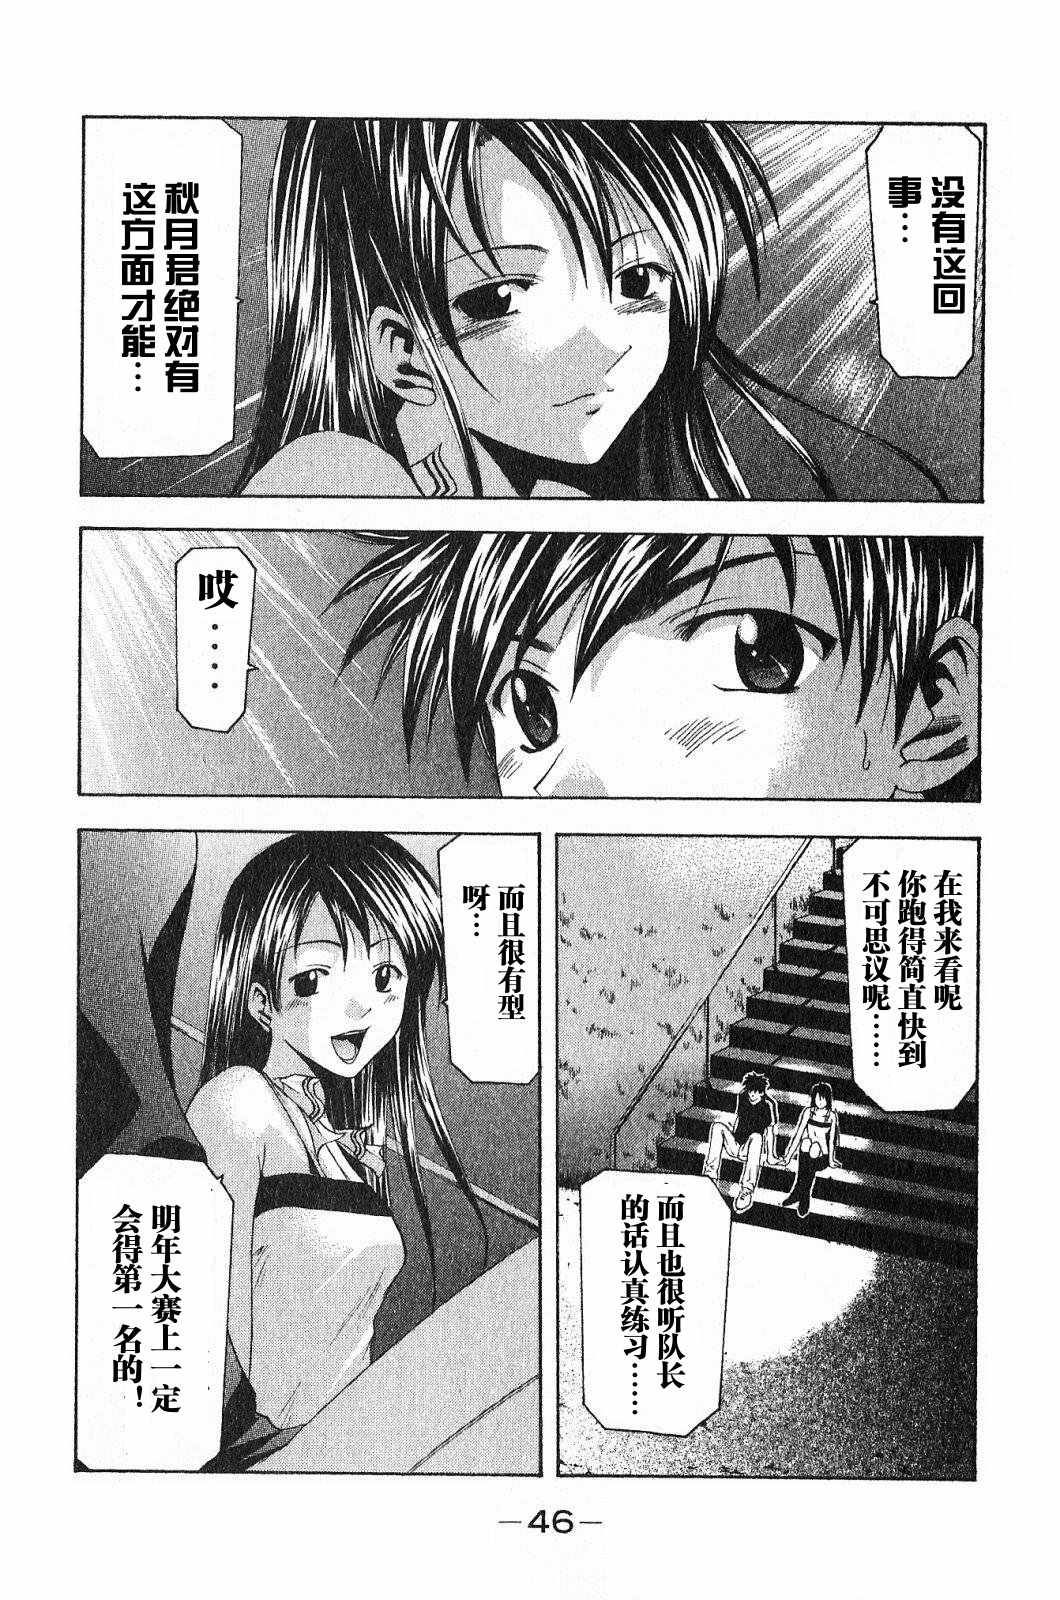 没有这回
事…
秋月君绝对有
这方面才能…
哎……
在我来看呢
你跑得简直快到
不可思议呢……
而且也很听队长
的话认真练习……
而且很有型
呀…
明年大赛上一定
会得第一名的！
—46—